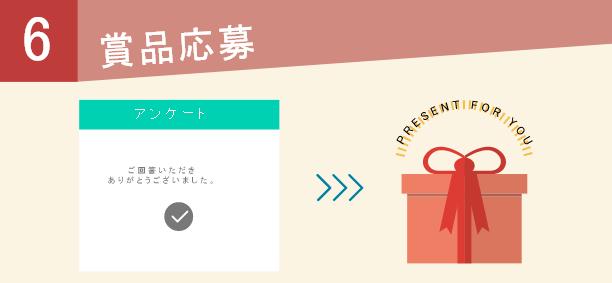 6
賞品応募
アンケート
ご回答いただき
ありがとうございました。
PRESENT FOR YOU